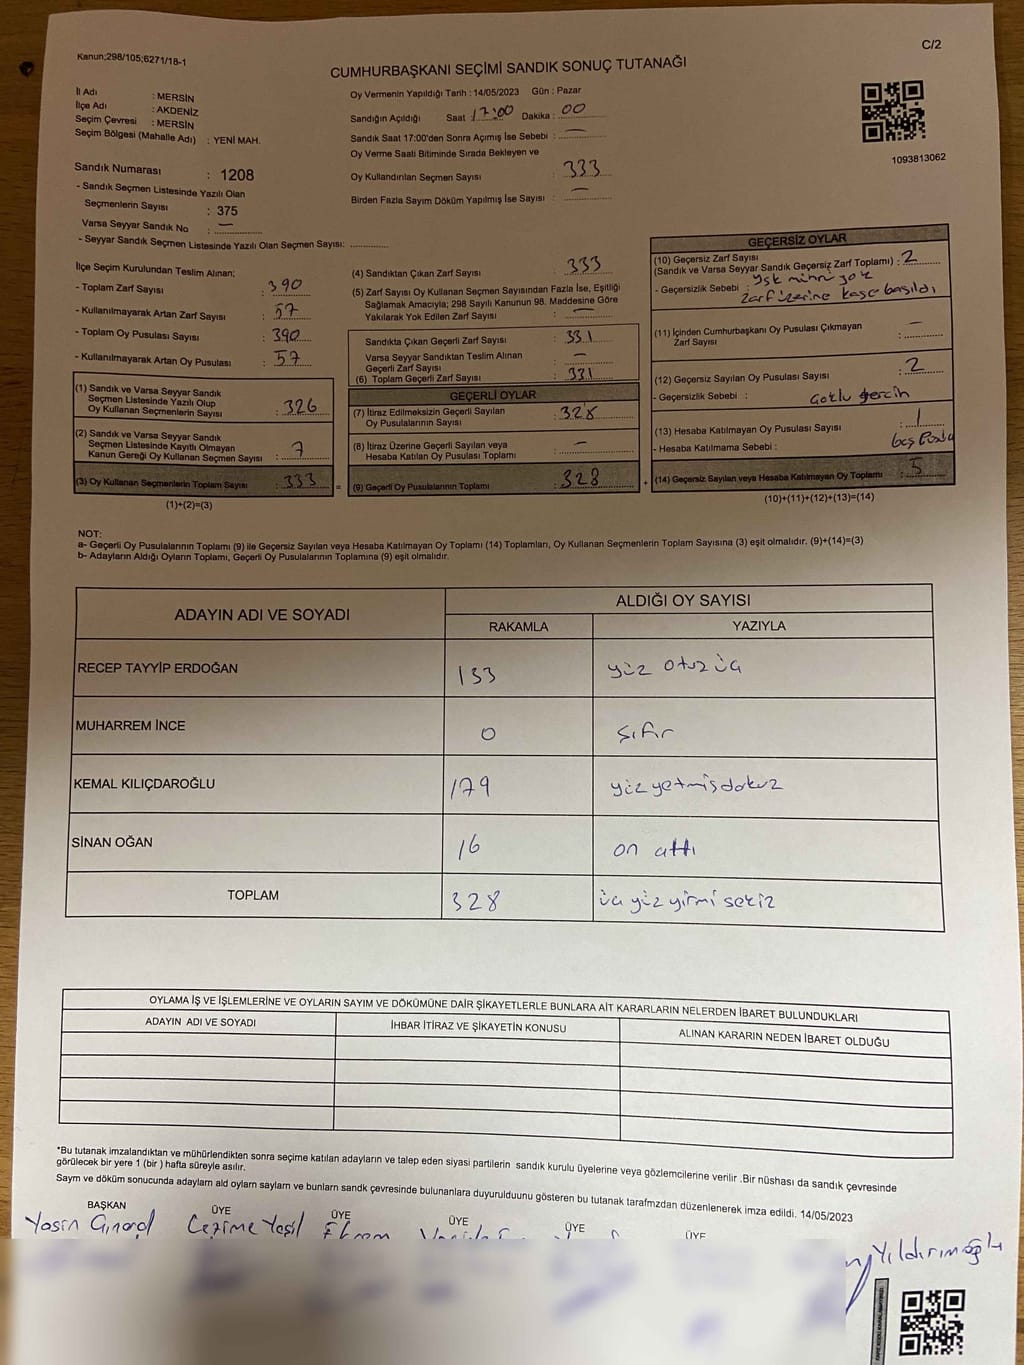 Kanun;298/105;6271/18-1
C/2
CUMHURBAŞKANI SEÇİMİ SANDIK SONUÇ TUTANAĞI
İl Adı : MERSİN
İlçe Adı : AKDENİZ
Seçim Çevresi : MERSİN
Seçim Bölgesi (Mahalle Adı) : YENİ MAH.
Sandık Numarası : 1208
- Sandık Seçmen Listesinde Yazılı Olan
Seçmenlerin Sayısı : 375
Varsa Seyyar Sandık No : —
- Seyyar Sandık Seçmen Listesinde Yazılı Olan Seçmen Sayısı: ............
Oy Vermenin Yapıldığı Tarih : 14/05/2023 Gün : Pazar
Sandığın Açıldığı Saat 17:00 Dakika : 00
Sandık Saat 17:00'den Sonra Açımış İse Sebebi : —
Oy Verme Saati Bitiminde Sırada Bekleyen ve
Oy Kullandırılan Seçmen Sayısı : 333
Birden Fazla Sayım Döküm Yapılmış İse Sayısı : —
1093813062
İlçe Seçim Kurulundan Teslim Alınan;
- Toplam Zarf Sayısı : 390
- Kullanılmayarak Artan Zarf Sayısı : 57
- Toplam Oy Pusulası Sayısı : 390
- Kullanılmayarak Artan Oy Pusulası : 57
(1) Sandık ve Varsa Seyyar Sandık
Seçmen Listesinde Yazılı Olup
Oy Kullanan Seçmenlerin Sayısı : 326
(2) Sandık ve Varsa Seyyar Sandık
Seçmen Listesinde Kayıtlı Olmayan
Kanun Gereği Oy Kullanan Seçmen Sayısı : 7
(3) Oy Kullanan Seçmenlerin Toplam Sayısı : 333
(1)+(2)=(3)
(4) Sandıktan Çıkan Zarf Sayısı : 333
(5) Zarf Sayısı Oy Kullanan Seçmen Sayısından Fazla İse, Eşitliği
Sağlamak Amacıyla; 298 Sayılı Kanunun 98. Maddesine Göre
Yakılarak Yok Edilen Zarf Sayısı : —
Sandıkta Çıkan Geçerli Zarf Sayısı : 331
Varsa Seyyar Sandıktan Teslim Alınan
Geçerli Zarf Sayısı : —
(6) Toplam Geçerli Zarf Sayısı : 331
GEÇERLİ OYLAR
(7) İtiraz Edilmeksizin Geçerli Sayılan
Oy Pusulalarının Sayısı : 328
(8) İtiraz Üzerine Geçerli Sayılan veya
Hesaba Katılan Oy Pusulası Toplamı : —
= (9) Geçerli Oy Pusulalarının Toplamı : 328 +
GEÇERSİZ OYLAR
(10) Geçersiz Zarf Sayısı
(Sandık ve Varsa Seyyar Sandık Geçersiz Zarf Toplamı) : 2
- Geçersizlik Sebebi : ysk mührü yok
zarf üzerine kaşe basıldı
(11) İçinden Cumhurbaşkanı Oy Pusulası Çıkmayan
Zarf Sayısı : —
(12) Geçersiz Sayılan Oy Pusulası Sayısı : 2
- Geçersizlik Sebebi : Çoklu tercih
(13) Hesaba Katılmayan Oy Pusulası Sayısı : 1
- Hesaba Katılmama Sebebi : boş Pusula
(14) Geçersiz Sayılan veya Hesaba Katılmayan Oy Toplamı : 5
(10)+(11)+(12)+(13)=(14)
NOT:
a- Geçerli Oy Pusulalarının Toplamı (9) ile Geçersiz Sayılan veya Hesaba Katılmayan Oy Toplamı (14) Toplamları, Oy Kullanan Seçmenlerin Toplam Sayısına (3) eşit olmalıdır. (9)+(14)=(3)
b- Adayların Aldığı Oyların Toplamı, Geçerli Oy Pusulalarının Toplamına (9) eşit olmalıdır.
ADAYIN ADI VE SOYADI
ALDIĞI OY SAYISI
RAKAMLA YAZIYLA
RECEP TAYYİP ERDOĞAN 133 yüz otuz üç
MUHARREM İNCE 0 sıfır
KEMAL KILIÇDAROĞLU 179 yüz yetmiş dokuz
SİNAN OĞAN 16 on altı
TOPLAM 328 üç yüz yirmi sekiz
OYLAMA İŞ VE İŞLEMLERİNE VE OYLARIN SAYIM VE DÖKÜMÜNE DAİR ŞİKAYETLERLE BUNLARA AİT KARARLARIN NELERDEN İBARET BULUNDUKLARI
ADAYIN ADI VE SOYADI İHBAR İTİRAZ VE ŞİKAYETİN KONUSU ALINAN KARARIN NEDEN İBARET OLDUĞU
*Bu tutanak imzalandıktan ve mühürlendikten sonra seçime katılan adayların ve talep eden siyasi partilerin sandık kurulu üyelerine veya gözlemcilerine verilir .Bir nüshası da sandık çevresinde
görülecek bir yere 1 (bir ) hafta süreyle asılır.
Saym ve döküm sonucunda adaylarn ald oylarn saylarn ve bunlarn sandk çevresinde bulunanlara duyurulduunu gösteren bu tutanak tarafmzdan düzenlenerek imza edildi. 14/05/2023
BAŞKAN ÜYE ÜYE ÜYE ÜYE ÜYE
Yasin Cezime Yeşil Ekrem
Yıldırımoğlu